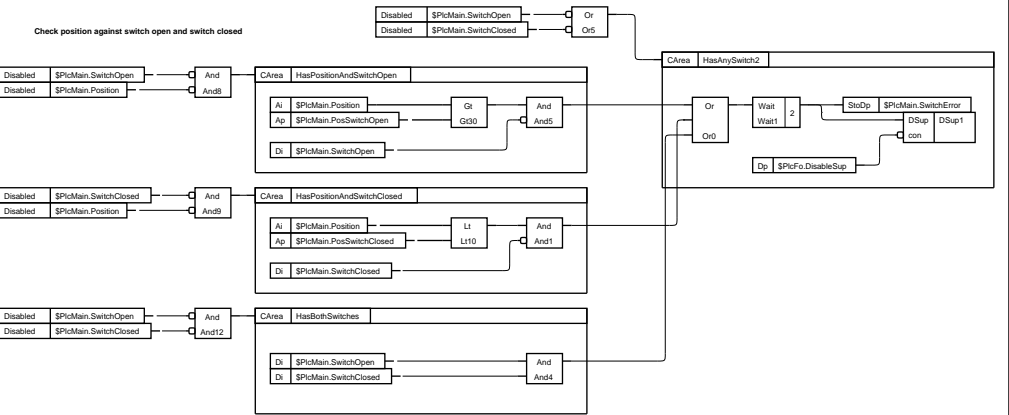 Disabled $PlcMain.SwitchOpen Or
Disabled $PlcMain.SwitchClosed Or5
Check position against switch open and switch closed
CArea HasAnySwitch2
Disabled $PlcMain.SwitchOpen And
Disabled $PlcMain.Position And8
CArea HasPositionAndSwitchOpen
Ai $PlcMain.Position Gt And
Ap $PlcMain.PosSwitchOpen Gt30 And5
Di $PlcMain.SwitchOpen
Or Or0
Wait Wait1 2
StoDp $PlcMain.SwitchError
DSup DSup1
con
Dp $PlcFo.DisableSup
Disabled $PlcMain.SwitchClosed And
Disabled $PlcMain.Position And9
CArea HasPositionAndSwitchClosed
Ai $PlcMain.Position Lt And
Ap $PlcMain.PosSwitchClosed Lt10 And1
Di $PlcMain.SwitchClosed
Disabled $PlcMain.SwitchOpen And
Disabled $PlcMain.SwitchClosed And12
CArea HasBothSwitches
Di $PlcMain.SwitchOpen And
Di $PlcMain.SwitchClosed And4